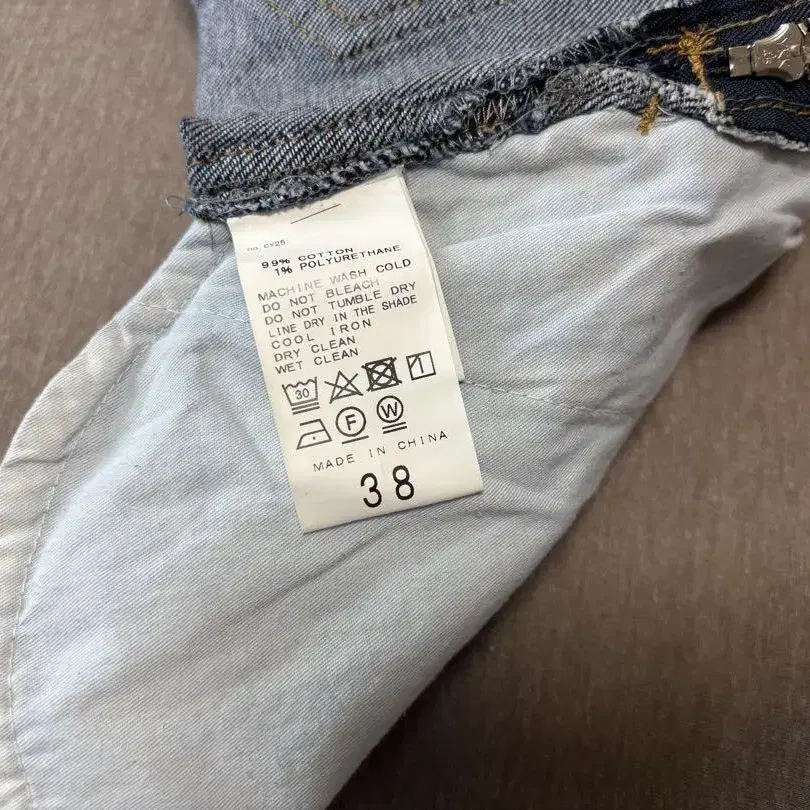 no. CY25
99% COTTON
1% POLYURETHANE
MACHINE WASH COLD
DO NOT BLEACH
DO NOT TUMBLE DRY
LINE DRY IN THE SHADE
COOL IRON
DRY CLEAN
WET CLEAN
30
F W
MADE IN CHINA
38